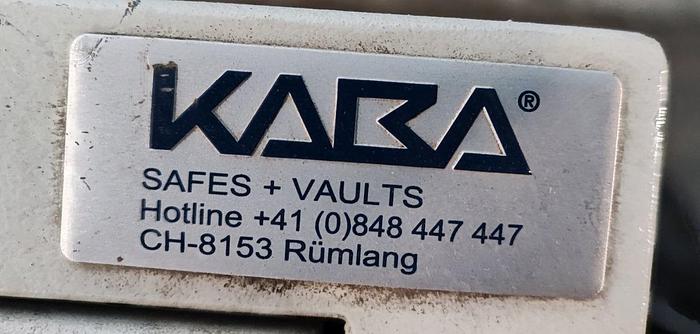 KABA®
SAFES + VAULTS
Hotline +41 (0)848 447 447
CH-8153 Rümlang